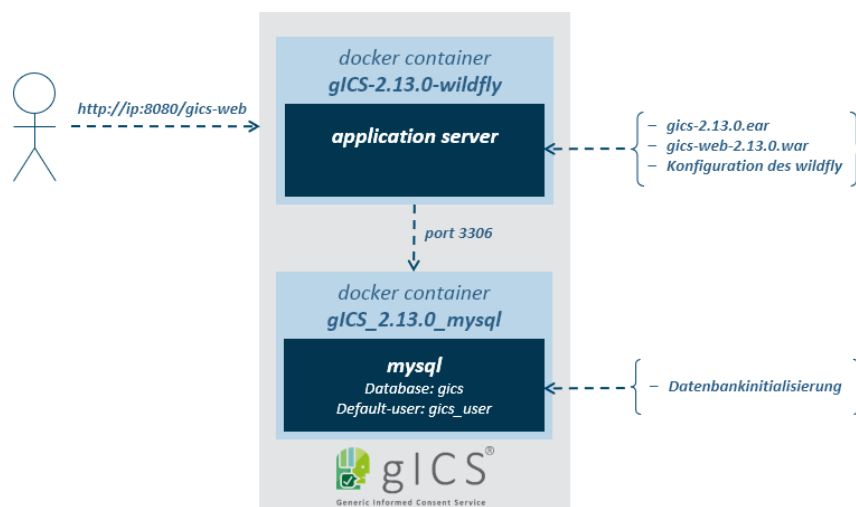 docker container
gICS-2.13.0-wildfly
http://ip:8080/gics-web
application server
– gics-2.13.0.ear
– gics-web-2.13.0.war
– Konfiguration des wildfly
port 3306
docker container
gICS_2.13.0_mysql
mysql
Database: gics
Default-user: gics_user
– Datenbankinitialisierung
gICS®
Generic Informed Consent Service